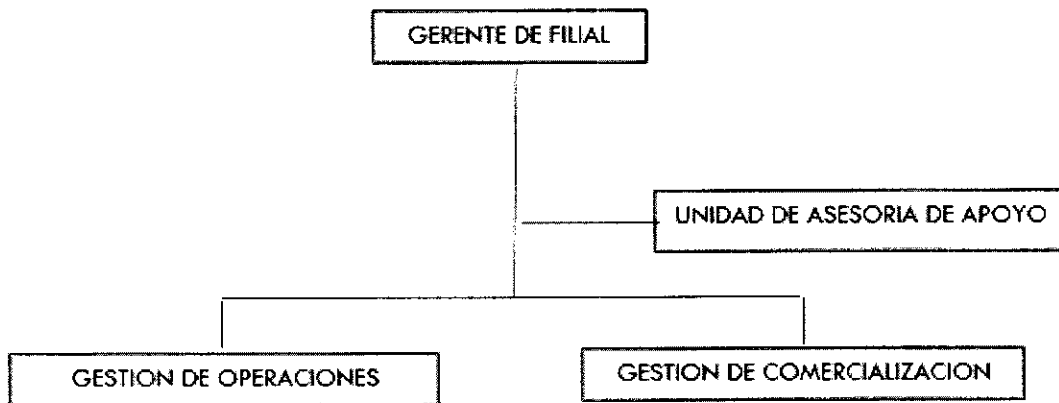 GERENTE DE FILIAL
UNIDAD DE ASESORIA DE APOYO
GESTION DE OPERACIONES
GESTION DE COMERCIALIZACION